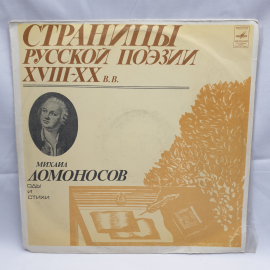 СТРАНИЦЫ
РУССКОЙ ПОЭЗИИ
XVIII-XX В.В.
МИХАИЛ
ЛОМОНОСОВ
ОДЫ
И
СТИХИ